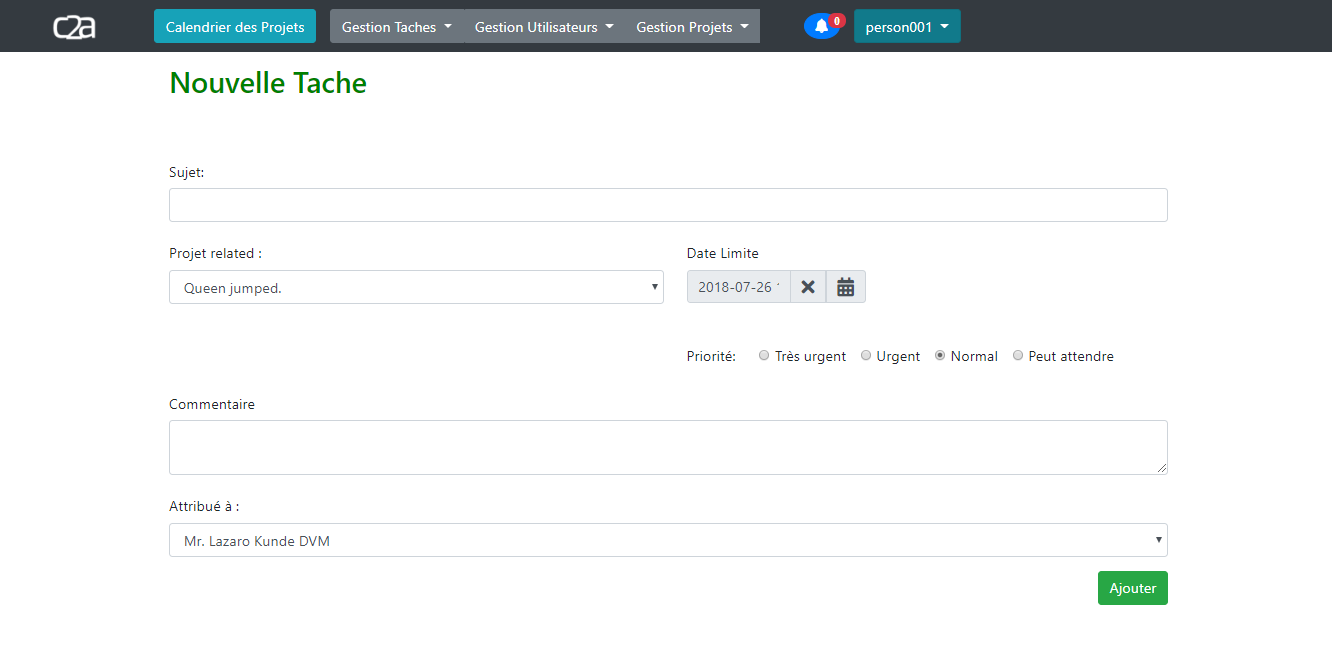 c2a
Calendrier des Projets Gestion Taches Gestion Utilisateurs Gestion Projets 0 person001
Nouvelle Tache
Sujet:
Projet related : Date Limite
Queen jumped. 2018-07-26
Priorité: Très urgent Urgent Normal Peut attendre
Commentaire
Attribué à :
Mr. Lazaro Kunde DVM
Ajouter